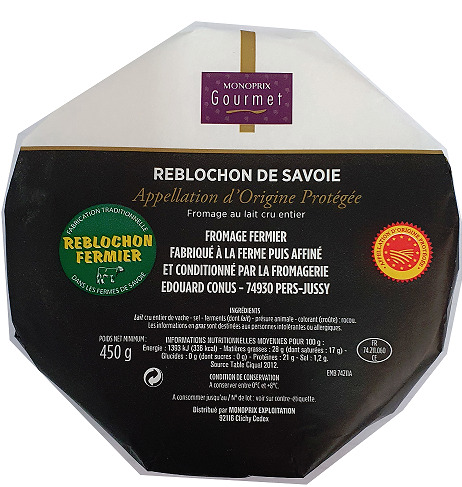 MONOPRIX
Gourmet
REBLOCHON DE SAVOIE
Appellation d'Origine Protégée
Fromage au lait cru entier
FABRICATION TRADITIONNELLE
REBLOCHON
FERMIER
DANS LES FERMES DE SAVOIE
FROMAGE FERMIER
FABRIQUÉ À LA FERME PUIS AFFINÉ
ET CONDITIONNÉ PAR LA FROMAGERIE
EDOUARD CONUS - 74930 PERS-JUSSY
APPELLATION D'ORIGINE PROTÉGÉE
INGRÉDIENTS
Lait cru entier de vache - sel - ferments (dont lait) - présure animale - colorant (croûte) : rocou.
Les informations en gras sont destinées aux personnes intolérantes ou allergiques.
POIDS NET MINIMUM :
450 g
INFORMATIONS NUTRITIONNELLES MOYENNES POUR 100 g :
Energie : 1393 kJ (336 kcal) - Matières grasses : 28 g (dont saturées : 17 g) -
Glucides : 0 g (dont sucres : 0 g) - Protéines : 21 g - Sel : 1,2 g.
Source Table Ciqual 2012.
FR
74.211.060
CE
EMB 74211A
CONDITION DE CONSERVATION
A conserver entre 0°C et +8°C.
A consommer jusqu'au / N° de lot : voir sur contre-étiquette.
Distribué par MONOPRIX EXPLOITATION
92116 Clichy Cedex